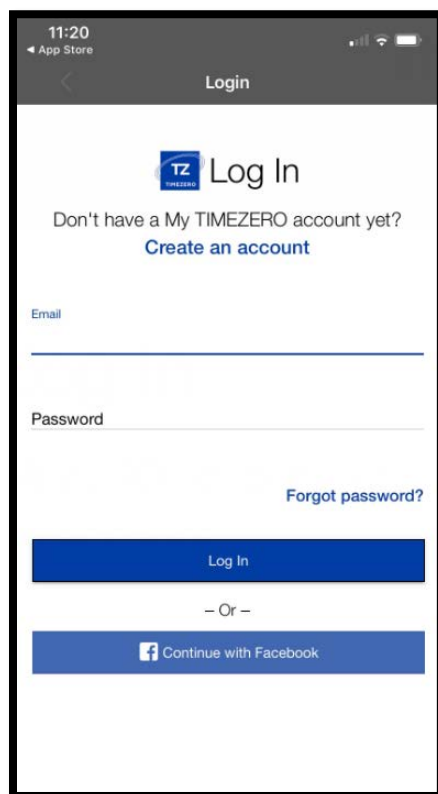 11:20
◄ App Store
Login
TZ
TIMEZERO
Log In
Don't have a My TIMEZERO account yet?
Create an account
Email
Password
Forgot password?
Log In
– Or –
Continue with Facebook